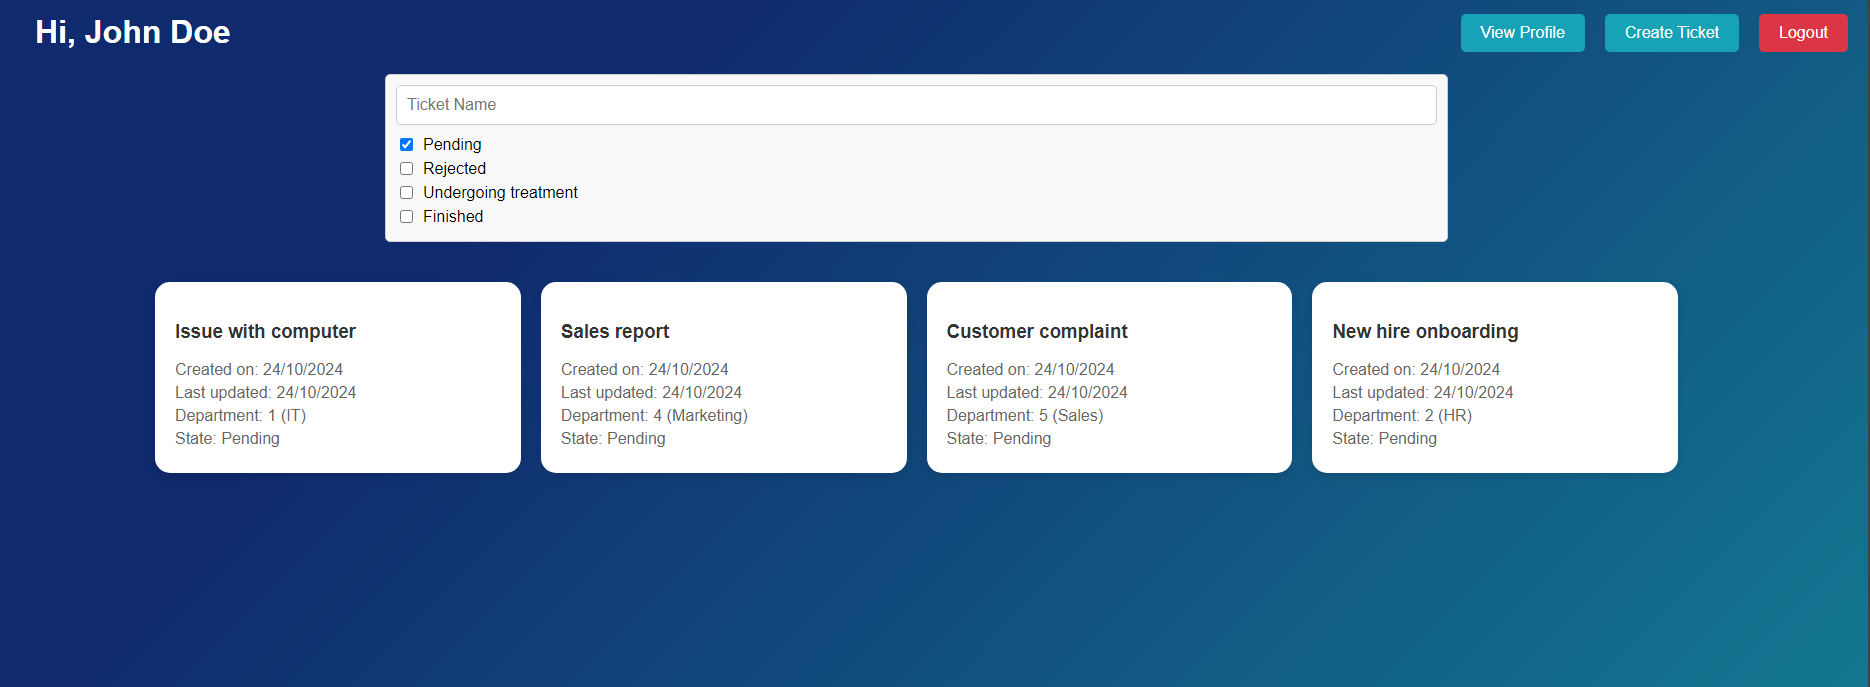 Hi, John Doe
View Profile
Create Ticket
Logout
Ticket Name
Pending
Rejected
Undergoing treatment
Finished
Issue with computer
Created on: 24/10/2024
Last updated: 24/10/2024
Department: 1 (IT)
State: Pending
Sales report
Created on: 24/10/2024
Last updated: 24/10/2024
Department: 4 (Marketing)
State: Pending
Customer complaint
Created on: 24/10/2024
Last updated: 24/10/2024
Department: 5 (Sales)
State: Pending
New hire onboarding
Created on: 24/10/2024
Last updated: 24/10/2024
Department: 2 (HR)
State: Pending